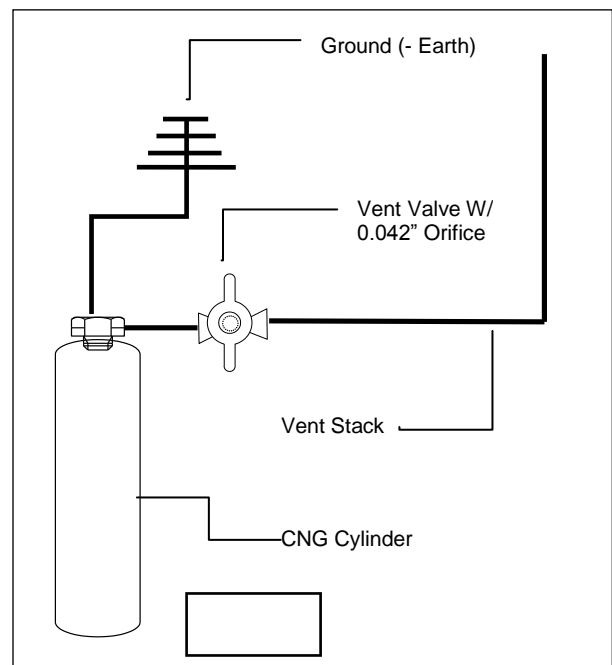 Ground (- Earth)
Vent Valve W/
0.042” Orifice
Vent Stack
CNG Cylinder